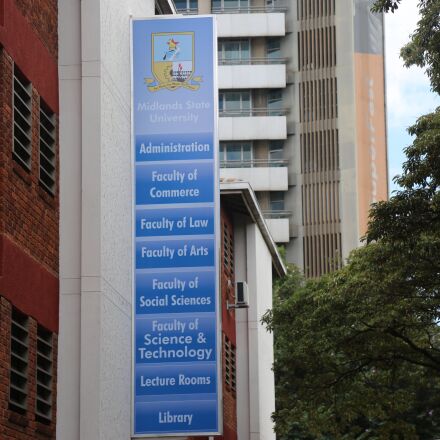 Midlands State
University
Administration
Faculty of
Commerce
Faculty of Law
Faculty of Arts
Faculty of
Social Sciences
Faculty of
Science &
Technology
Lecture Rooms
Library